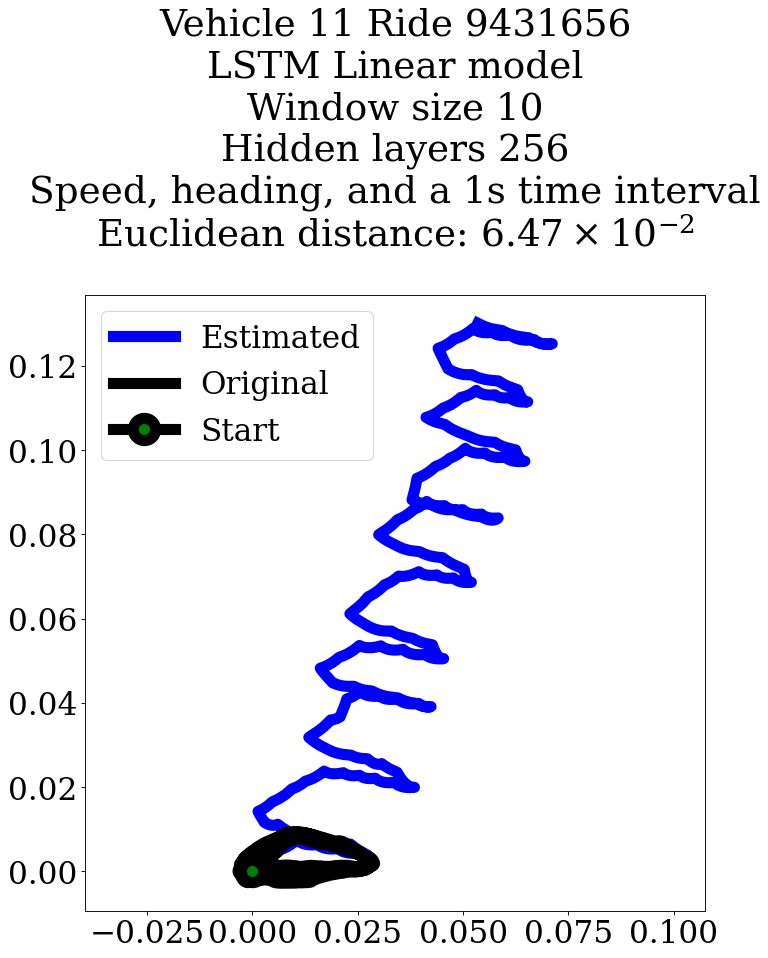 Vehicle 11 Ride 9431656
LSTM Linear model
Window size 10
Hidden layers 256
Speed, heading, and a 1s time interval
Euclidean distance: 6.47 × 10⁻²
Estimated
Original
Start
0.12
0.10
0.08
0.06
0.04
0.02
0.00
−0.025 0.000 0.025 0.050 0.075 0.100